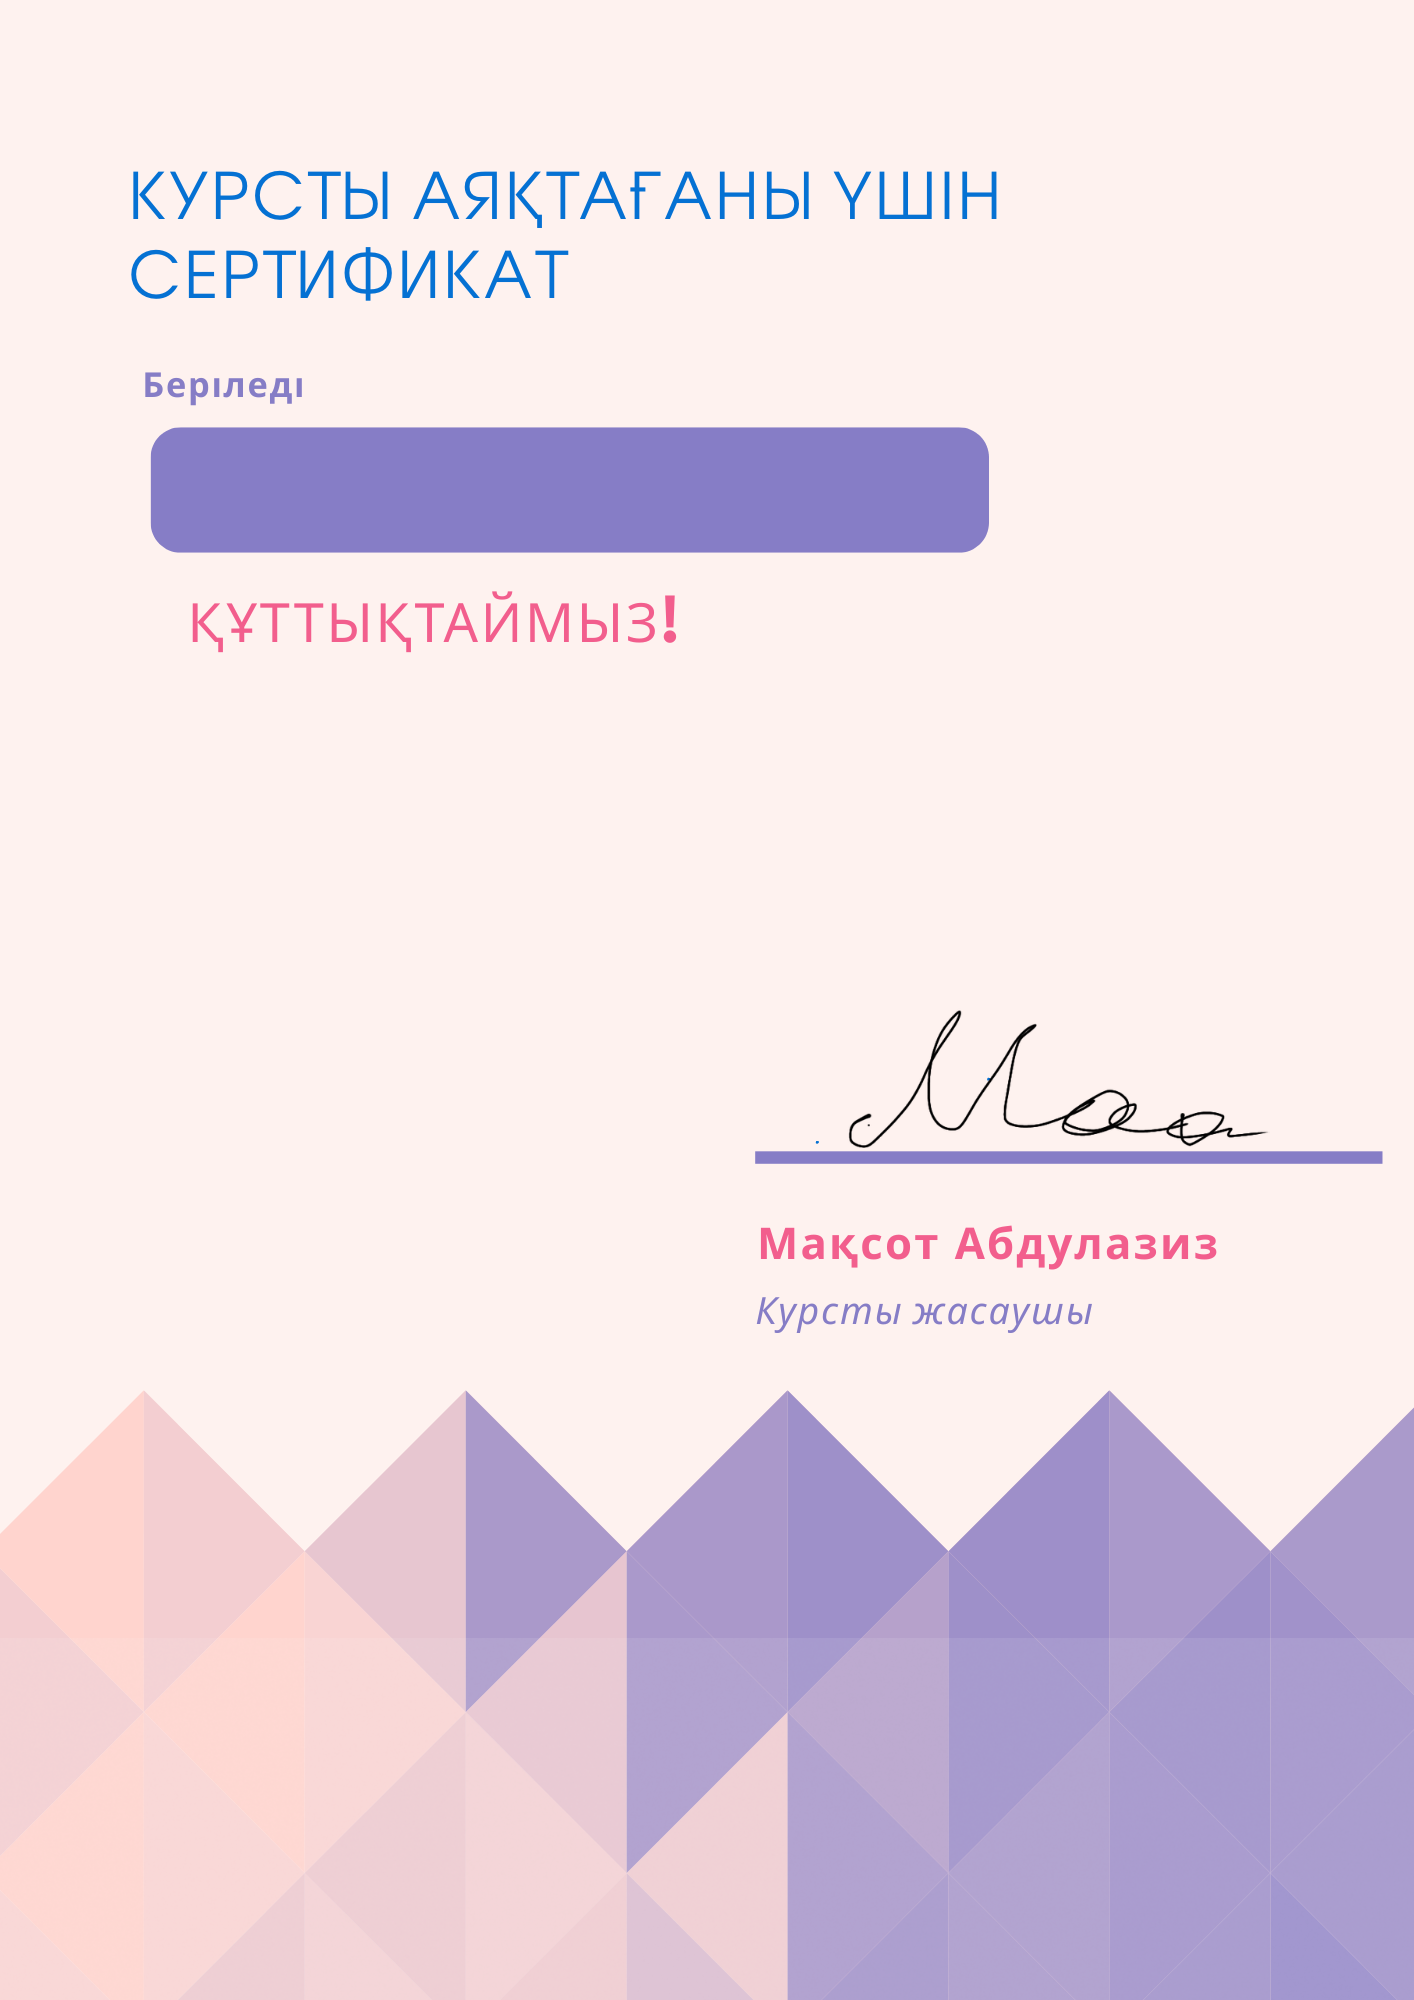 КУРСТЫ АЯҚТАҒАНЫ ҮШІН
СЕРТИФИКАТ
Беріледі
ҚҰТТЫҚТАЙМЫЗ!
Мақсот Абдулазиз
Курсты жасаушы